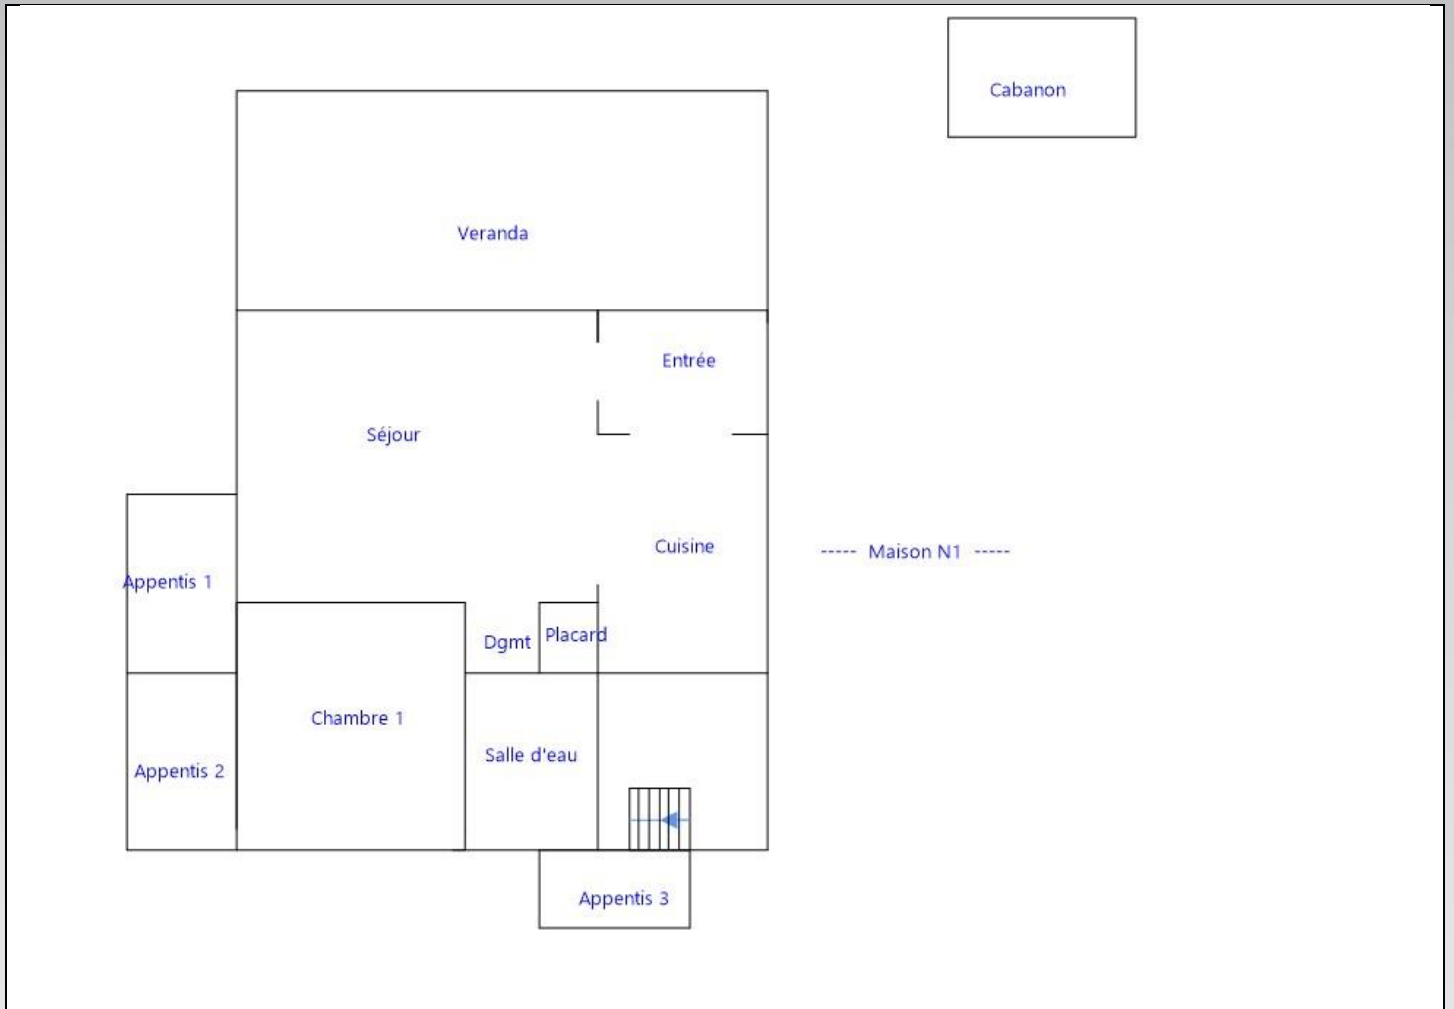 Cabanon
Veranda
Entrée
Séjour
Cuisine
----- Maison N1 -----
Appentis 1
Dgmt
Placard
Chambre 1
Salle d'eau
Appentis 2
Appentis 3